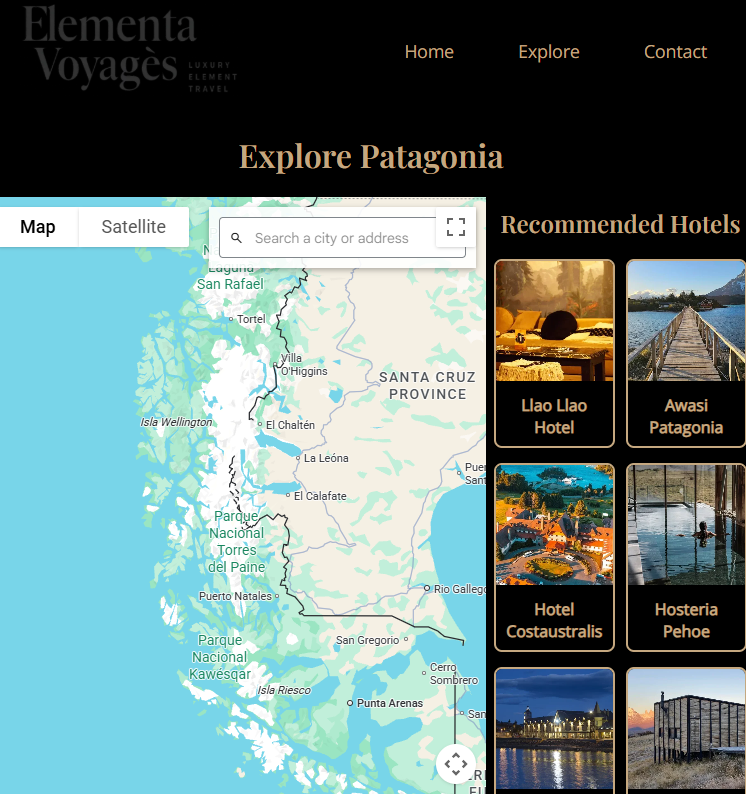 Elementa
Voyagès
LUXURY
ELEMENT
TRAVEL
Home
Explore
Contact
Explore Patagonia
Map
Satellite
Search a city or address
Laguna
San Rafael
Tortel
Villa
O'Higgins
SANTA CRUZ
PROVINCE
Isla Wellington
El Chaltén
La Leóna
El Calafate
Parque
Nacional
Torres
del Paine
Puerto Natales
Rio Gallego
San Gregorio
Parque
Nacional
Kawésqar
Cerro
Sombrero
Isla Riesco
Punta Arenas
San
Recommended Hotels
Llao Llao
Hotel
Awasi
Patagonia
Hotel
Costaustralis
Hosteria
Pehoe